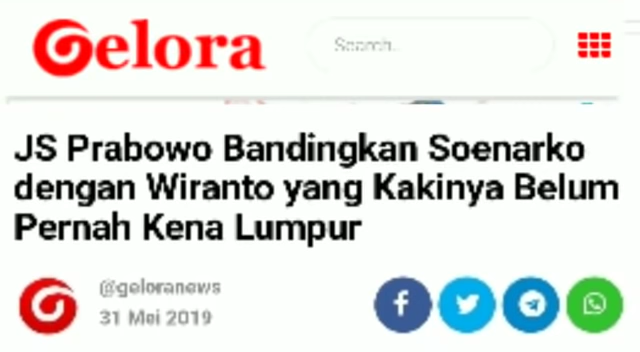 Gelora
Search..
JS Prabowo Bandingkan Soenarko
dengan Wiranto yang Kakinya Belum
Pernah Kena Lumpur
@geloranews
31 Mei 2019